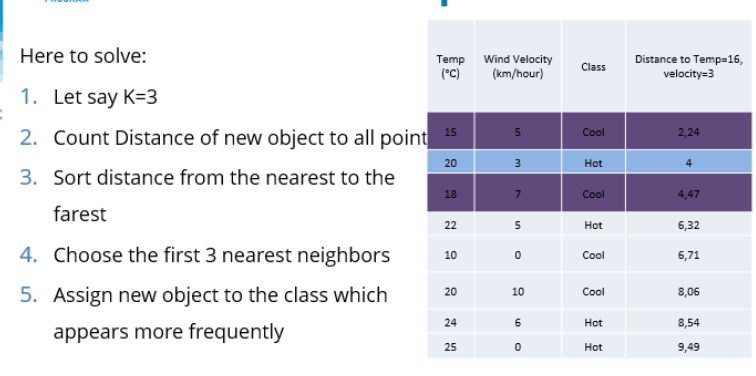 PROGRAM
Here to solve:
1. Let say K=3
2. Count Distance of new object to all point
3. Sort distance from the nearest to the
farest
4. Choose the first 3 nearest neighbors
5. Assign new object to the class which
appears more frequently
Temp (°C) Wind Velocity (km/hour) Class Distance to Temp=16, velocity=3
15 5 Cool 2,24
20 3 Hot 4
18 7 Cool 4,47
22 5 Hot 6,32
10 0 Cool 6,71
20 10 Cool 8,06
24 6 Hot 8,54
25 0 Hot 9,49